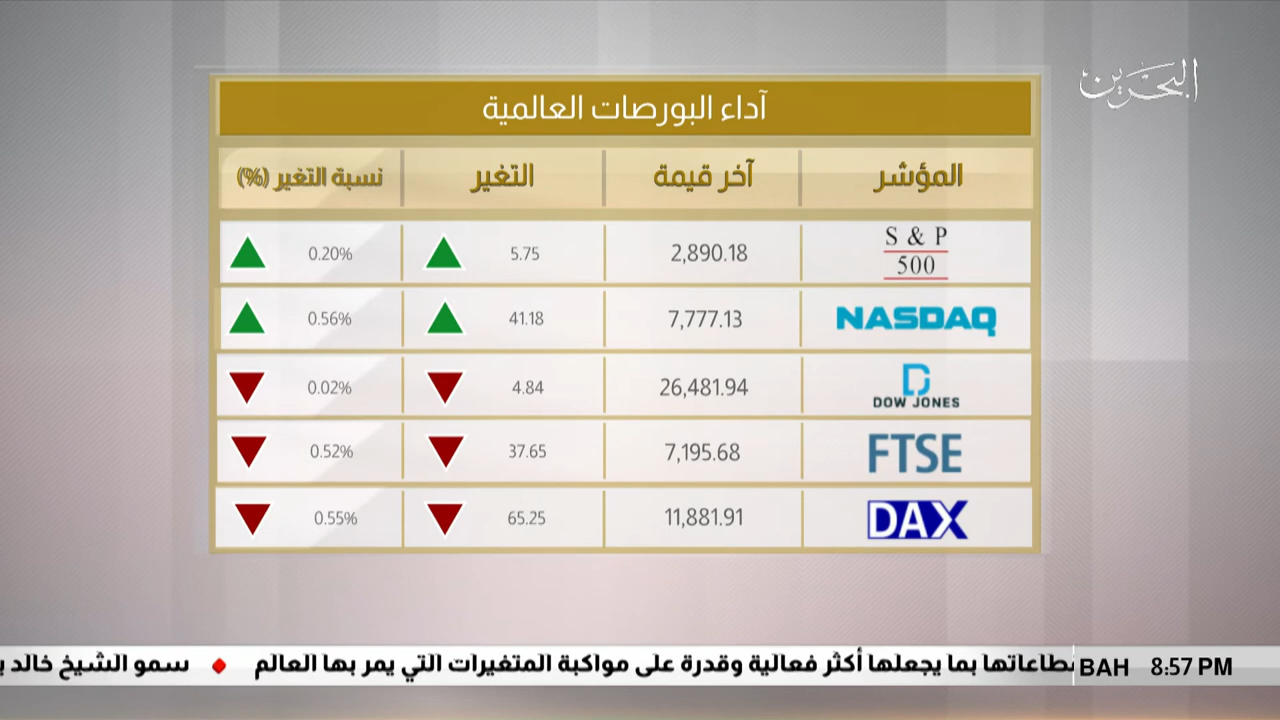 البحرين
آداء البورصات العالمية
المؤشر آخر قيمة التغير نسبة التغير (%)
S & P
500 2,890.18 5.75 0.20%
NASDAQ 7,777.13 41.18 0.56%
DOW JONES 26,481.94 4.84 0.02%
FTSE 7,195.68 37.65 0.52%
DAX 11,881.91 65.25 0.55%
بما يجعلها أكثر فعالية وقدرة على مواكبة المتغيرات التي يمر بها العالم سمو الشيخ خالد
BAH 8:57 PM